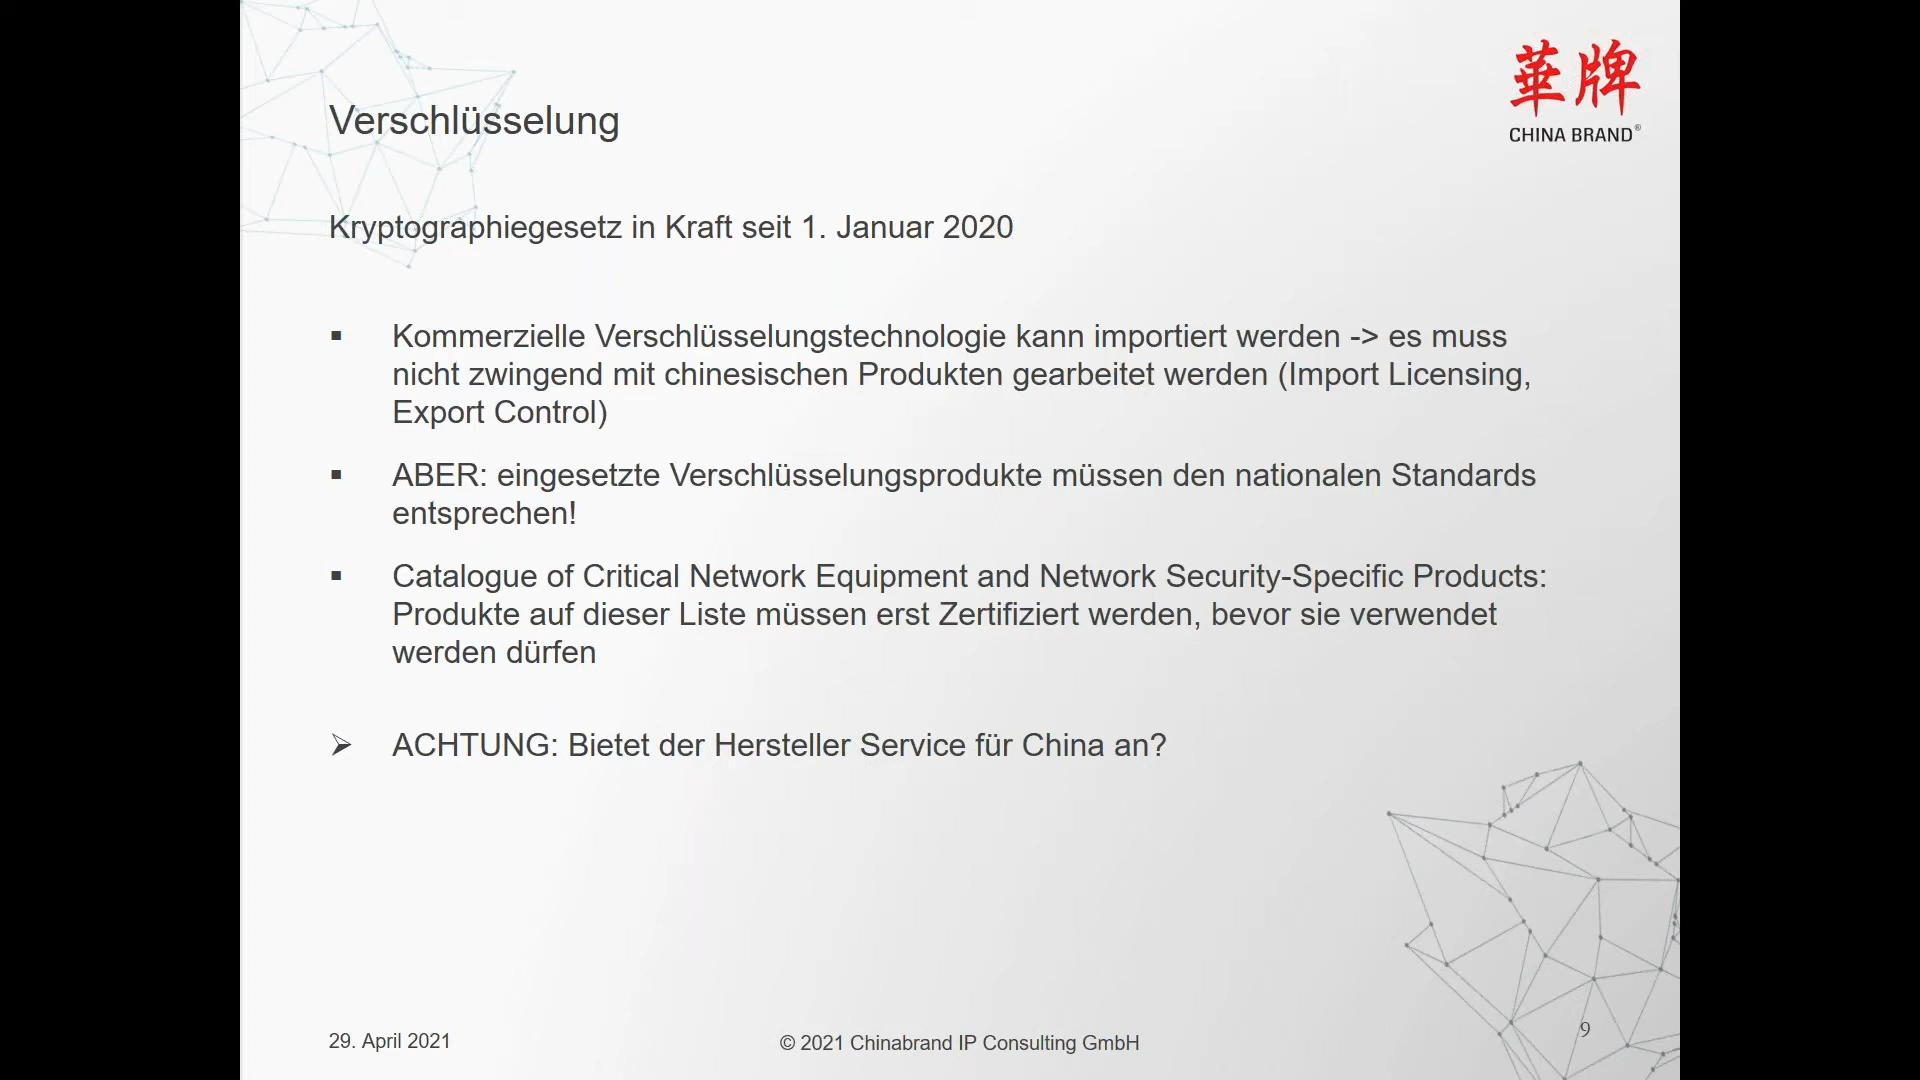 華牌
CHINA BRAND®
Verschlüsselung
Kryptographiegesetz in Kraft seit 1. Januar 2020
▪ Kommerzielle Verschlüsselungstechnologie kann importiert werden -> es muss
nicht zwingend mit chinesischen Produkten gearbeitet werden (Import Licensing,
Export Control)
▪ ABER: eingesetzte Verschlüsselungsprodukte müssen den nationalen Standards
entsprechen!
▪ Catalogue of Critical Network Equipment and Network Security-Specific Products:
Produkte auf dieser Liste müssen erst Zertifiziert werden, bevor sie verwendet
werden dürfen
➢ ACHTUNG: Bietet der Hersteller Service für China an?
29. April 2021
© 2021 Chinabrand IP Consulting GmbH
9